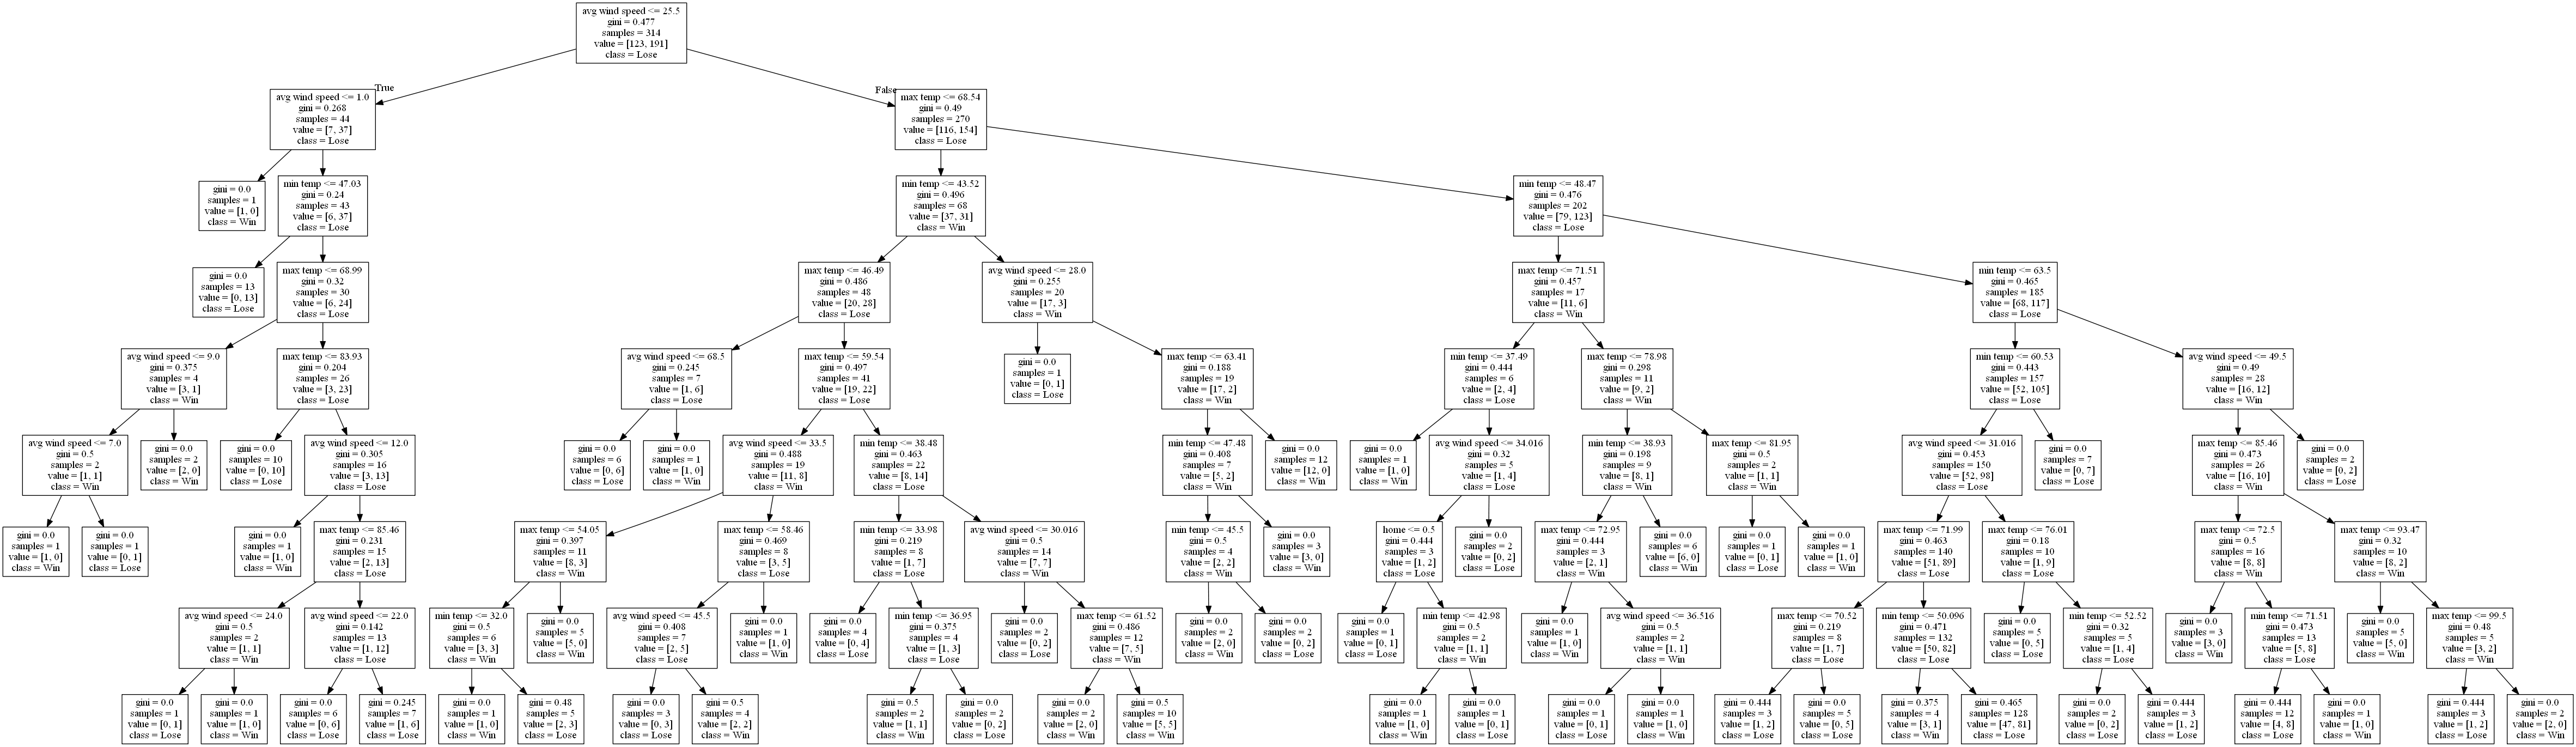 avg wind speed <= 25.5
gini = 0.477
samples = 314
value = [123, 191]
class = Lose
True
False
avg wind speed <= 1.0
gini = 0.268
samples = 44
value = [7, 37]
class = Lose
max temp <= 68.54
gini = 0.49
samples = 270
value = [116, 154]
class = Lose
gini = 0.0
samples = 1
value = [1, 0]
class = Win
min temp <= 47.03
gini = 0.24
samples = 43
value = [6, 37]
class = Lose
min temp <= 43.52
gini = 0.496
samples = 68
value = [37, 31]
class = Win
min temp <= 48.47
gini = 0.476
samples = 202
value = [79, 123]
class = Lose
gini = 0.0
samples = 13
value = [0, 13]
class = Lose
max temp <= 68.99
gini = 0.32
samples = 30
value = [6, 24]
class = Lose
max temp <= 46.49
gini = 0.486
samples = 48
value = [20, 28]
class = Lose
avg wind speed <= 28.0
gini = 0.255
samples = 20
value = [17, 3]
class = Win
max temp <= 71.51
gini = 0.457
samples = 17
value = [11, 6]
class = Win
min temp <= 63.5
gini = 0.465
samples = 185
value = [68, 117]
class = Lose
avg wind speed <= 9.0
gini = 0.375
samples = 4
value = [3, 1]
class = Win
max temp <= 83.93
gini = 0.204
samples = 26
value = [3, 23]
class = Lose
avg wind speed <= 68.5
gini = 0.245
samples = 7
value = [1, 6]
class = Lose
max temp <= 59.54
gini = 0.497
samples = 41
value = [19, 22]
class = Lose
gini = 0.0
samples = 1
value = [0, 1]
class = Lose
max temp <= 63.41
gini = 0.188
samples = 19
value = [17, 2]
class = Win
min temp <= 37.49
gini = 0.444
samples = 6
value = [2, 4]
class = Lose
max temp <= 78.98
gini = 0.298
samples = 11
value = [9, 2]
class = Win
min temp <= 60.53
gini = 0.443
samples = 157
value = [52, 105]
class = Lose
avg wind speed <= 49.5
gini = 0.49
samples = 28
value = [16, 12]
class = Win
avg wind speed <= 7.0
gini = 0.5
samples = 2
value = [1, 1]
class = Win
gini = 0.0
samples = 2
value = [2, 0]
class = Win
gini = 0.0
samples = 10
value = [0, 10]
class = Lose
avg wind speed <= 12.0
gini = 0.305
samples = 16
value = [3, 13]
class = Lose
gini = 0.0
samples = 6
value = [0, 6]
class = Lose
gini = 0.0
samples = 1
value = [1, 0]
class = Win
avg wind speed <= 33.5
gini = 0.488
samples = 19
value = [11, 8]
class = Win
min temp <= 38.48
gini = 0.463
samples = 22
value = [8, 14]
class = Lose
min temp <= 47.48
gini = 0.408
samples = 7
value = [5, 2]
class = Win
gini = 0.0
samples = 12
value = [12, 0]
class = Win
gini = 0.0
samples = 1
value = [1, 0]
class = Win
avg wind speed <= 34.016
gini = 0.32
samples = 5
value = [1, 4]
class = Lose
min temp <= 38.93
gini = 0.198
samples = 9
value = [8, 1]
class = Win
max temp <= 81.95
gini = 0.5
samples = 2
value = [1, 1]
class = Win
avg wind speed <= 31.016
gini = 0.453
samples = 150
value = [52, 98]
class = Lose
gini = 0.0
samples = 7
value = [0, 7]
class = Lose
max temp <= 85.46
gini = 0.473
samples = 26
value = [16, 10]
class = Win
gini = 0.0
samples = 2
value = [0, 2]
class = Lose
gini = 0.0
samples = 1
value = [1, 0]
class = Win
gini = 0.0
samples = 1
value = [0, 1]
class = Lose
gini = 0.0
samples = 1
value = [1, 0]
class = Win
max temp <= 85.46
gini = 0.231
samples = 15
value = [2, 13]
class = Lose
max temp <= 54.05
gini = 0.397
samples = 11
value = [8, 3]
class = Win
max temp <= 58.46
gini = 0.469
samples = 8
value = [3, 5]
class = Lose
min temp <= 33.98
gini = 0.219
samples = 8
value = [1, 7]
class = Lose
avg wind speed <= 30.016
gini = 0.5
samples = 14
value = [7, 7]
class = Win
min temp <= 45.5
gini = 0.5
samples = 4
value = [2, 2]
class = Win
gini = 0.0
samples = 3
value = [3, 0]
class = Win
home <= 0.5
gini = 0.444
samples = 3
value = [1, 2]
class = Lose
gini = 0.0
samples = 2
value = [0, 2]
class = Lose
max temp <= 72.95
gini = 0.444
samples = 3
value = [2, 1]
class = Win
gini = 0.0
samples = 6
value = [6, 0]
class = Win
gini = 0.0
samples = 1
value = [0, 1]
class = Lose
gini = 0.0
samples = 1
value = [1, 0]
class = Win
max temp <= 71.99
gini = 0.463
samples = 140
value = [51, 89]
class = Lose
max temp <= 76.01
gini = 0.18
samples = 10
value = [1, 9]
class = Lose
max temp <= 72.5
gini = 0.5
samples = 16
value = [8, 8]
class = Win
max temp <= 93.47
gini = 0.32
samples = 10
value = [8, 2]
class = Win
avg wind speed <= 24.0
gini = 0.5
samples = 2
value = [1, 1]
class = Win
avg wind speed <= 22.0
gini = 0.142
samples = 13
value = [1, 12]
class = Lose
min temp <= 32.0
gini = 0.5
samples = 6
value = [3, 3]
class = Win
gini = 0.0
samples = 5
value = [5, 0]
class = Win
avg wind speed <= 45.5
gini = 0.408
samples = 7
value = [2, 5]
class = Lose
gini = 0.0
samples = 1
value = [1, 0]
class = Win
gini = 0.0
samples = 4
value = [0, 4]
class = Lose
min temp <= 36.95
gini = 0.375
samples = 4
value = [1, 3]
class = Lose
gini = 0.0
samples = 2
value = [0, 2]
class = Lose
max temp <= 61.52
gini = 0.486
samples = 12
value = [7, 5]
class = Win
gini = 0.0
samples = 2
value = [2, 0]
class = Win
gini = 0.0
samples = 2
value = [0, 2]
class = Lose
gini = 0.0
samples = 1
value = [0, 1]
class = Lose
min temp <= 42.98
gini = 0.5
samples = 2
value = [1, 1]
class = Win
gini = 0.0
samples = 1
value = [1, 0]
class = Win
avg wind speed <= 36.516
gini = 0.5
samples = 2
value = [1, 1]
class = Win
max temp <= 70.52
gini = 0.219
samples = 8
value = [1, 7]
class = Lose
min temp <= 50.096
gini = 0.471
samples = 132
value = [50, 82]
class = Lose
gini = 0.0
samples = 5
value = [0, 5]
class = Lose
min temp <= 52.52
gini = 0.32
samples = 5
value = [1, 4]
class = Lose
gini = 0.0
samples = 3
value = [3, 0]
class = Win
min temp <= 71.51
gini = 0.473
samples = 13
value = [5, 8]
class = Lose
gini = 0.0
samples = 5
value = [5, 0]
class = Win
max temp <= 99.5
gini = 0.48
samples = 5
value = [3, 2]
class = Win
gini = 0.0
samples = 1
value = [0, 1]
class = Lose
gini = 0.0
samples = 1
value = [1, 0]
class = Win
gini = 0.0
samples = 6
value = [0, 6]
class = Lose
gini = 0.245
samples = 7
value = [1, 6]
class = Lose
gini = 0.0
samples = 1
value = [1, 0]
class = Win
gini = 0.48
samples = 5
value = [2, 3]
class = Lose
gini = 0.0
samples = 3
value = [0, 3]
class = Lose
gini = 0.5
samples = 4
value = [2, 2]
class = Win
gini = 0.5
samples = 2
value = [1, 1]
class = Win
gini = 0.0
samples = 2
value = [0, 2]
class = Lose
gini = 0.0
samples = 2
value = [2, 0]
class = Win
gini = 0.5
samples = 10
value = [5, 5]
class = Win
gini = 0.0
samples = 1
value = [1, 0]
class = Win
gini = 0.0
samples = 1
value = [0, 1]
class = Lose
gini = 0.0
samples = 1
value = [0, 1]
class = Lose
gini = 0.0
samples = 1
value = [1, 0]
class = Win
gini = 0.444
samples = 3
value = [1, 2]
class = Lose
gini = 0.0
samples = 5
value = [0, 5]
class = Lose
gini = 0.375
samples = 4
value = [3, 1]
class = Win
gini = 0.465
samples = 128
value = [47, 81]
class = Lose
gini = 0.0
samples = 2
value = [0, 2]
class = Lose
gini = 0.444
samples = 3
value = [1, 2]
class = Lose
gini = 0.444
samples = 12
value = [4, 8]
class = Lose
gini = 0.0
samples = 1
value = [1, 0]
class = Win
gini = 0.444
samples = 3
value = [1, 2]
class = Lose
gini = 0.0
samples = 2
value = [2, 0]
class = Win